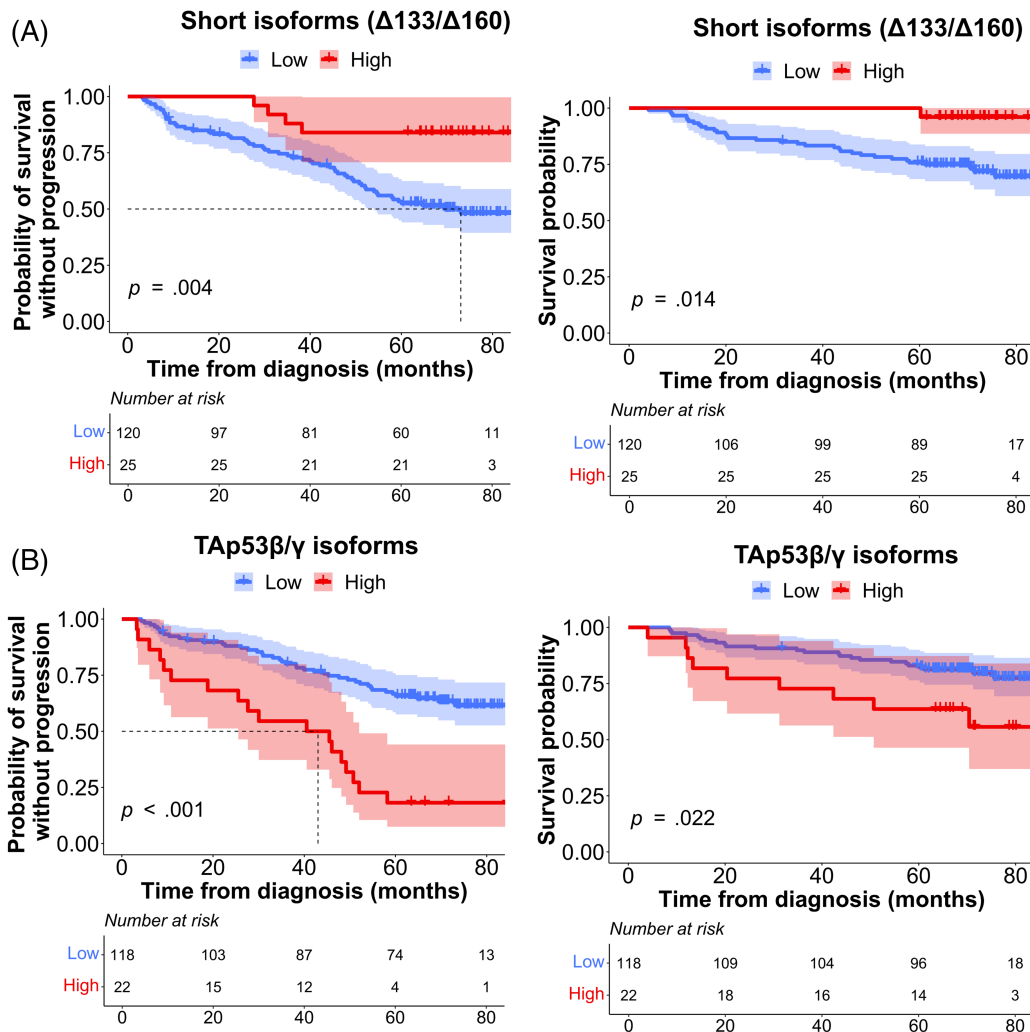 (A)
Short isoforms (Δ133/Δ160)
Low High
Probability of survival
without progression
1.00
0.75
0.50
0.25
0.00
p = .004
0 20 40 60 80
Time from diagnosis (months)
Number at risk
Low 120 97 81 60 11
High 25 25 21 21 3
0 20 40 60 80
Short isoforms (Δ133/Δ160)
Low High
Survival probability
1.00
0.75
0.50
0.25
0.00
p = .014
0 20 40 60 80
Time from diagnosis (months)
Number at risk
Low 120 106 99 89 17
High 25 25 25 25 4
0 20 40 60 80
(B)
TAp53β/γ isoforms
Low High
Probability of survival
without progression
1.00
0.75
0.50
0.25
0.00
p < .001
0 20 40 60 80
Time from diagnosis (months)
Number at risk
Low 118 103 87 74 13
High 22 15 12 4 1
0 20 40 60 80
TAp53β/γ isoforms
Low High
Survival probability
1.00
0.75
0.50
0.25
0.00
p = .022
0 20 40 60 80
Time from diagnosis (months)
Number at risk
Low 118 109 104 96 18
High 22 18 16 14 3
0 20 40 60 80